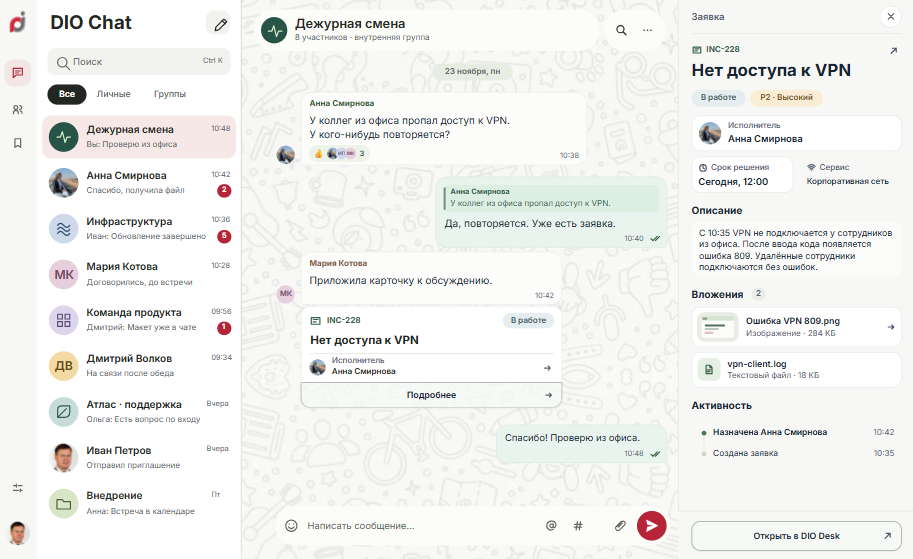 DIO Chat
Поиск
Ctrl K
Все
Личные
Группы
Дежурная смена
10:48
Вы: Проверю из офиса
Анна Смирнова
10:42
Спасибо, получила файл
2
Инфраструктура
10:36
Иван: Обновление завершено
5
МК
Мария Котова
10:28
Договорились, до встречи
Команда продукта
09:56
Дмитрий: Макет уже в чате
1
ДВ
Дмитрий Волков
09:34
На связи после обеда
Атлас · поддержка
Вчера
Ольга: Есть вопрос по входу
Иван Петров
Вчера
Отправил приглашение
Внедрение
Пт
Анна: Встреча в календаре
Дежурная смена
8 участников · внутренняя группа
23 ноября, пн
Анна Смирнова
У коллег из офиса пропал доступ к VPN.
У кого-нибудь повторяется?
ИП МК 3
10:38
Анна Смирнова
У коллег из офиса пропал доступ к VPN.
Да, повторяется. Уже есть заявка.
10:40
Мария Котова
Приложила карточку к обсуждению.
МК
10:42
INC-228
В работе
Нет доступа к VPN
Исполнитель
Анна Смирнова
Подробнее
Спасибо! Проверю из офиса.
10:48
Написать сообщение...
@ #
Заявка
INC-228
Нет доступа к VPN
В работе
P2 · Высокий
Исполнитель
Анна Смирнова
Срок решения
Сегодня, 12:00
Сервис
Корпоративная сеть
Описание
С 10:35 VPN не подключается у сотрудников
из офиса. После ввода кода появляется
ошибка 809. Удалённые сотрудники
подключаются без ошибок.
Вложения 2
Ошибка VPN 809.png
Изображение · 284 КБ
vpn-client.log
Текстовый файл · 18 КБ
Активность
Назначена Анна Смирнова
10:42
Создана заявка
10:35
Открыть в DIO Desk